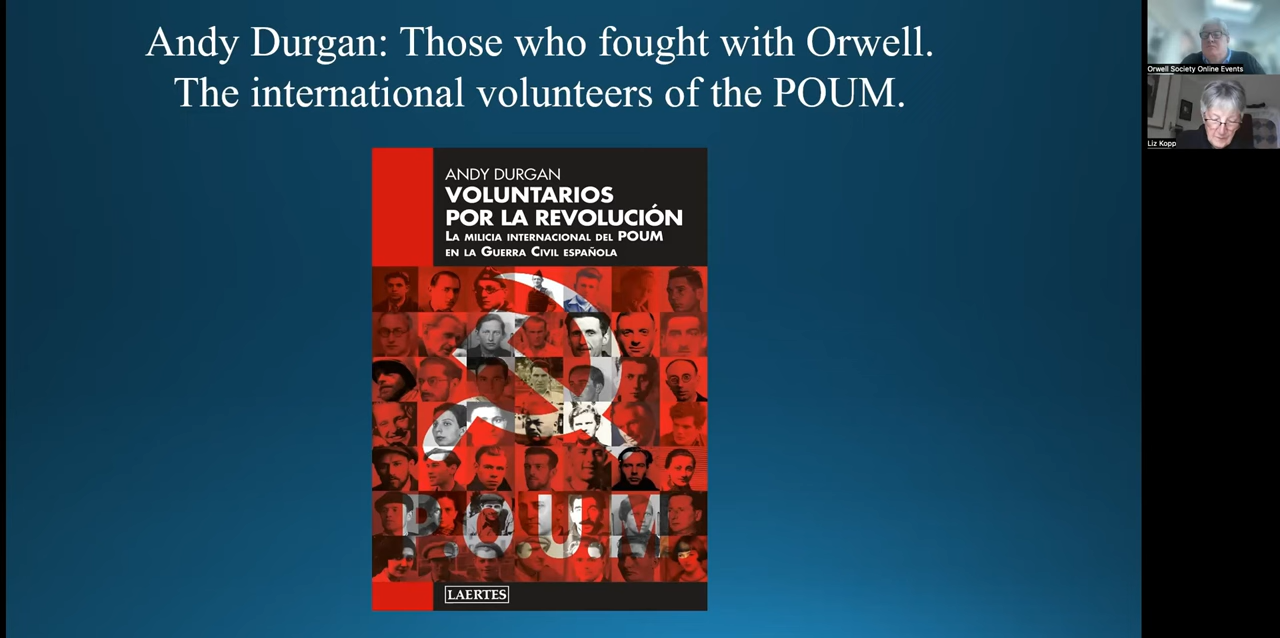 Andy Durgan: Those who fought with Orwell.
The international volunteers of the POUM.
ANDY DURGAN
VOLUNTARIOS
POR LA REVOLUCIÓN
LA MILICIA INTERNACIONAL DEL POUM
EN LA GUERRA CIVIL ESPAÑOLA
P.O.U.M
LAERTES
Orwell Society Online Events
Liz Kopp